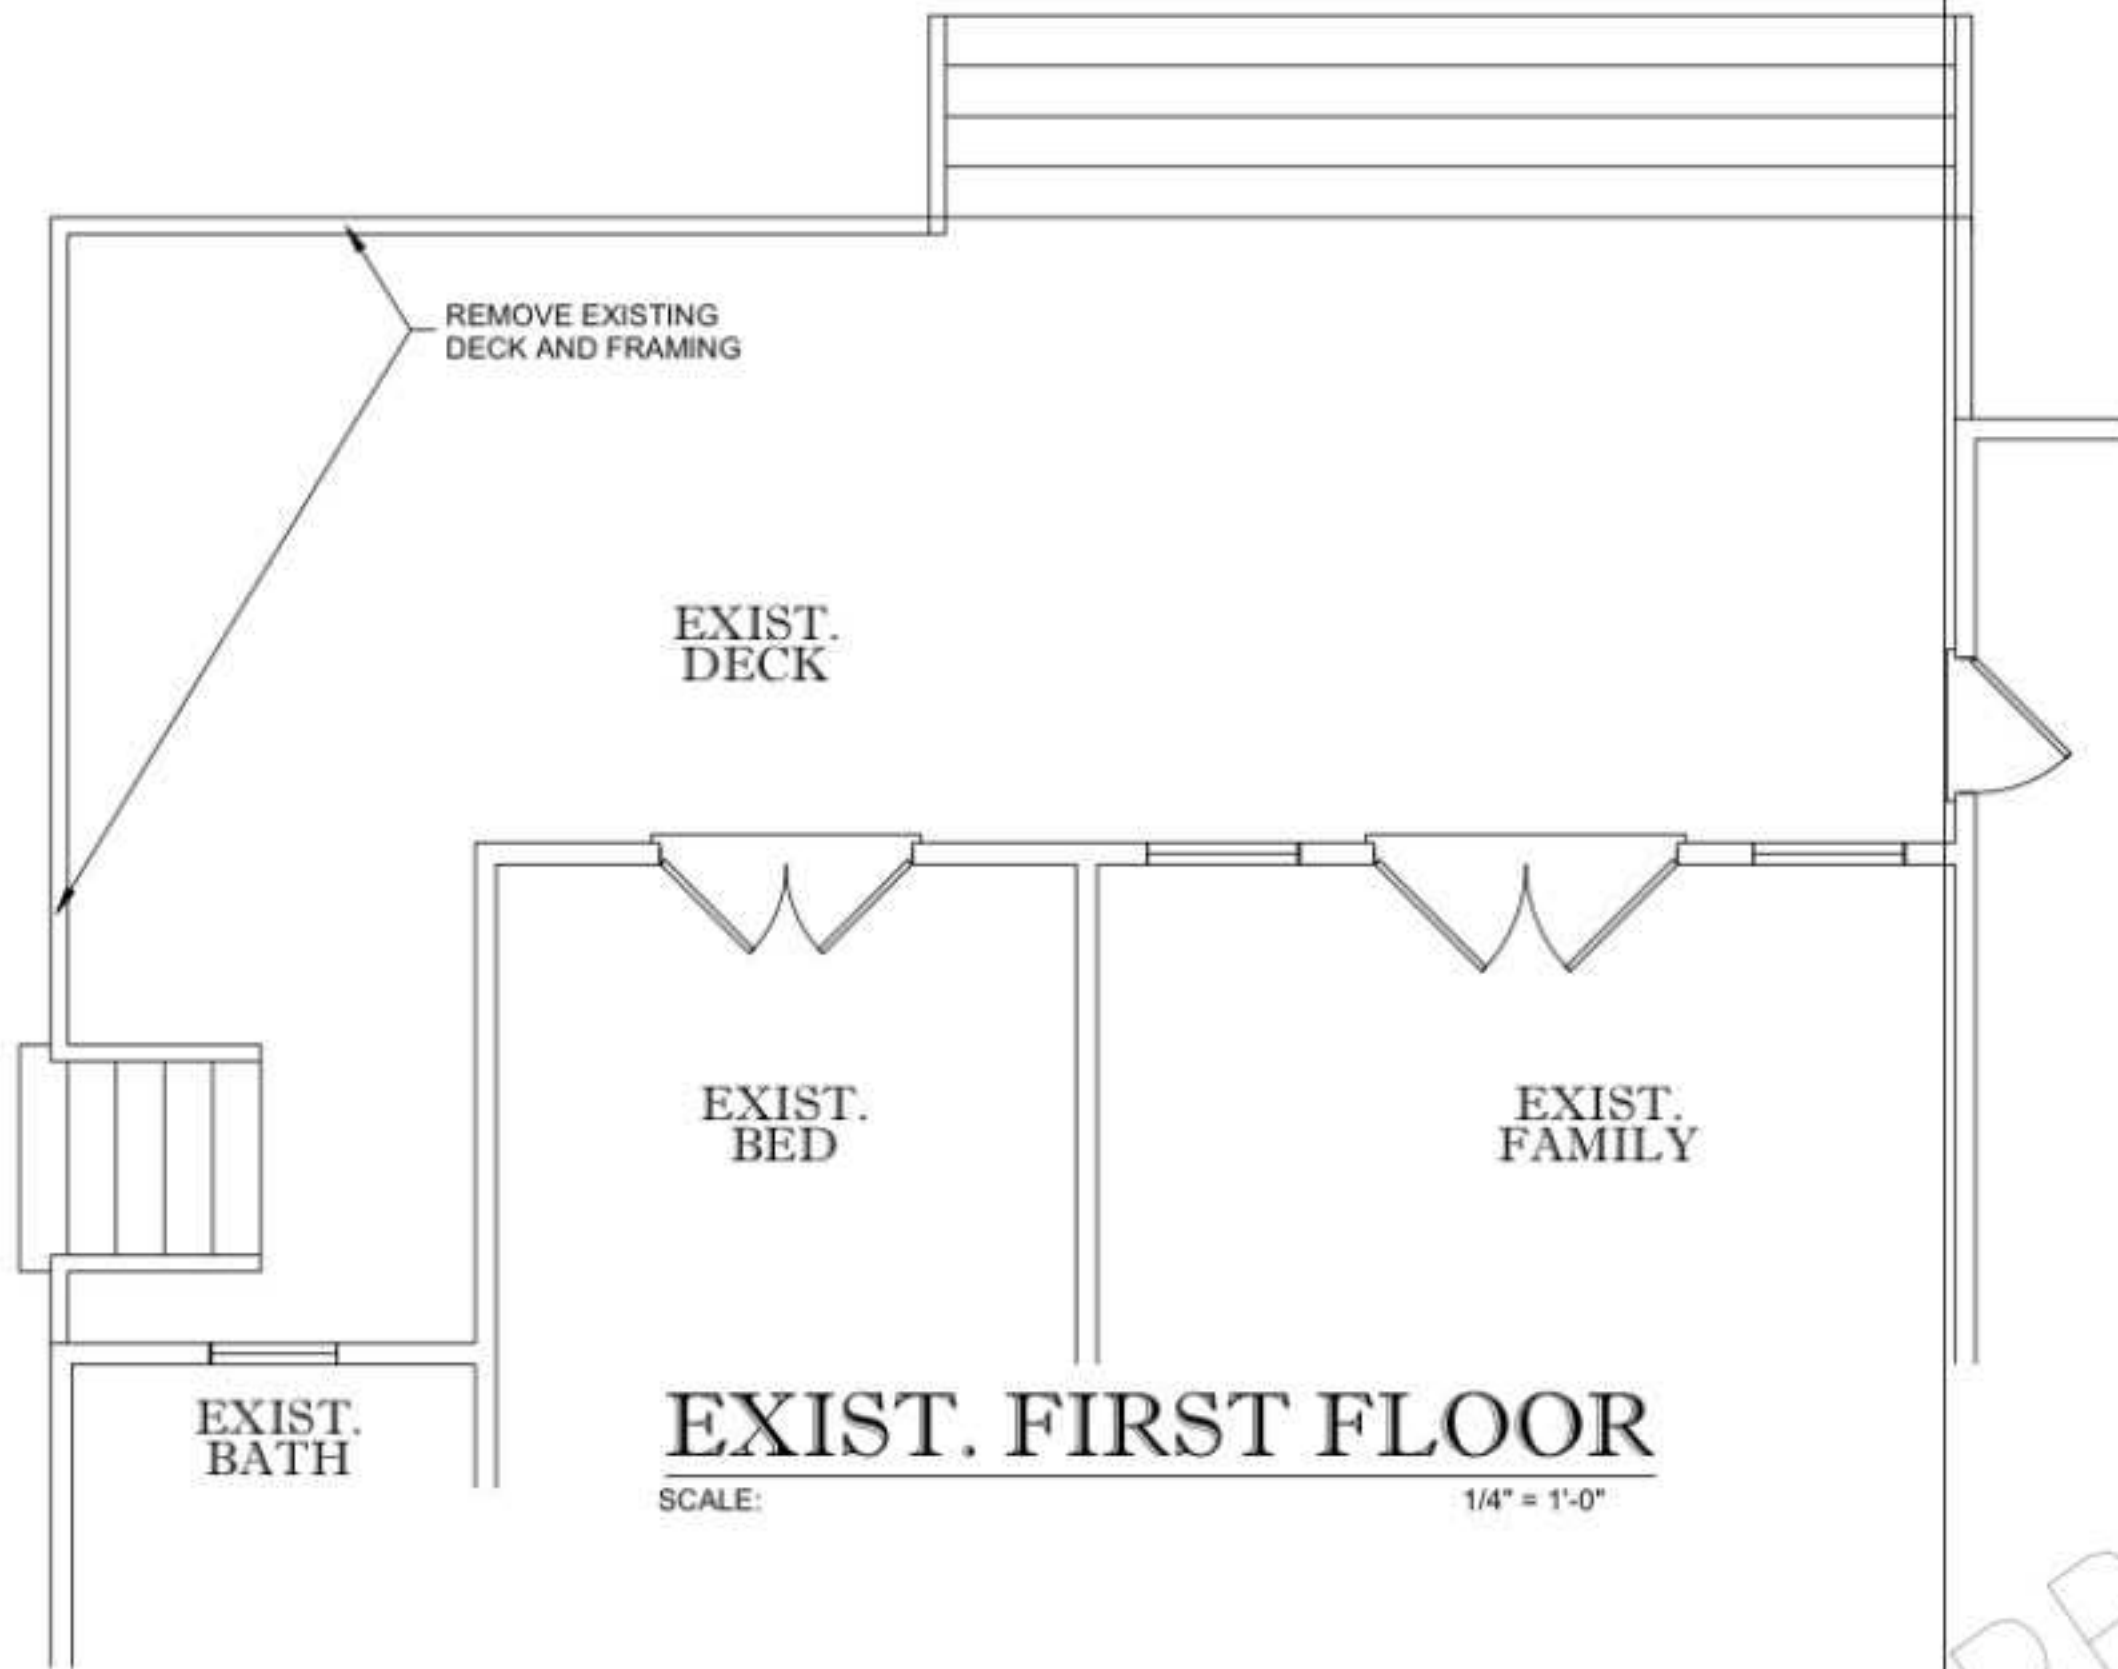 REMOVE EXISTING
DECK AND FRAMING
EXIST.
DECK
EXIST.
BED
EXIST.
FAMILY
EXIST.
BATH
EXIST. FIRST FLOOR
SCALE: 1/4" = 1'-0"